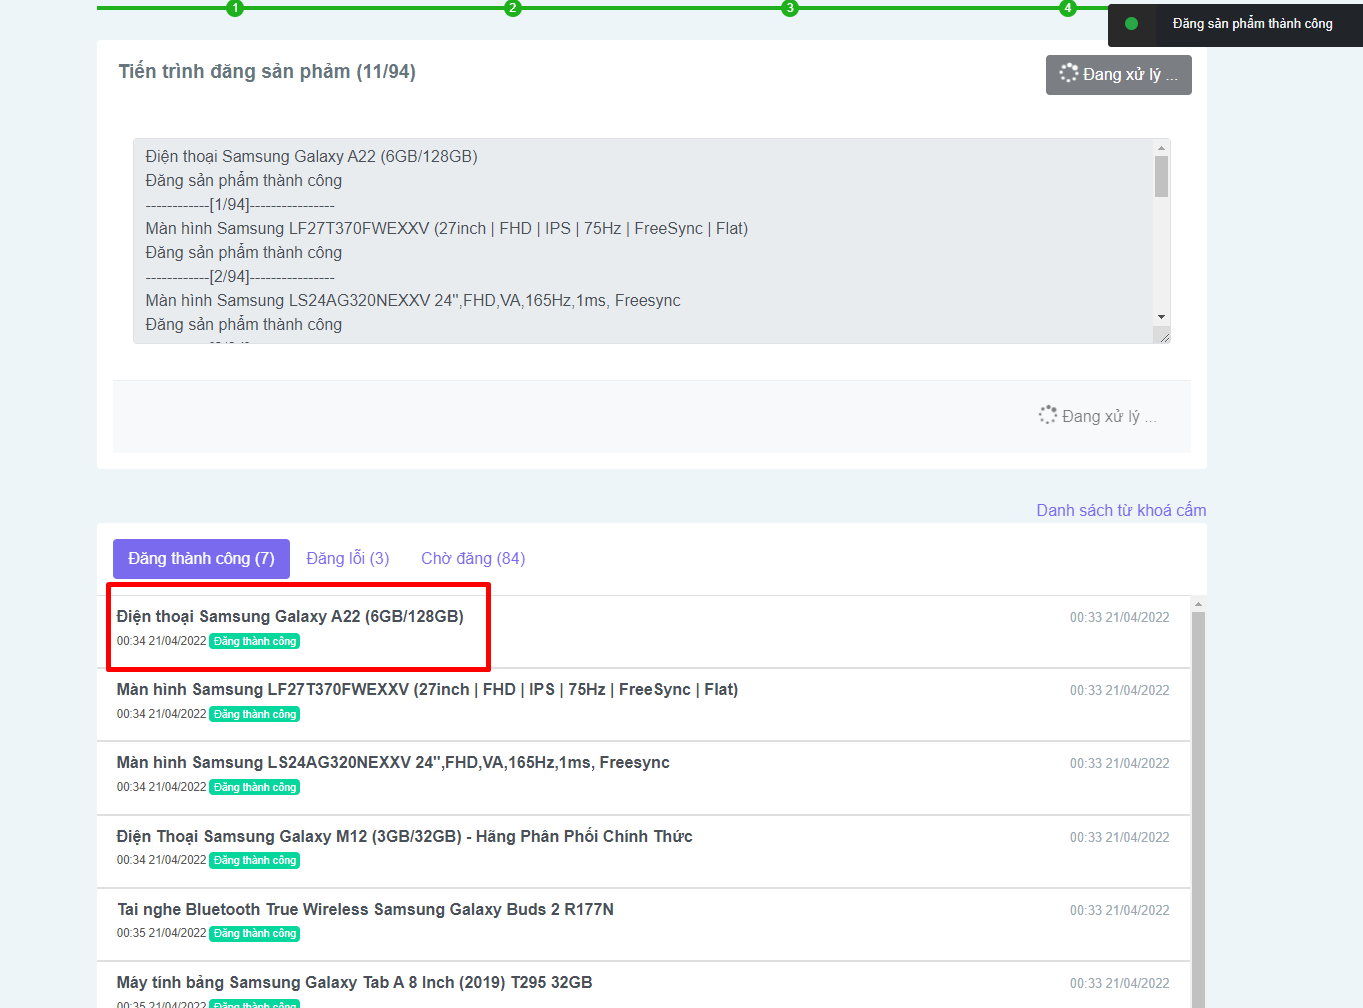 1 2 3 4
Đăng sản phẩm thành công
Tiến trình đăng sản phảm (11/94)
Đang xử lý ...
Điện thoại Samsung Galaxy A22 (6GB/128GB)
Đăng sản phẩm thành công
------------[1/94]----------------
Màn hình Samsung LF27T370FWEXXV (27inch | FHD | IPS | 75Hz | FreeSync | Flat)
Đăng sản phẩm thành công
------------[2/94]----------------
Màn hình Samsung LS24AG320NEXXV 24",FHD,VA,165Hz,1ms, Freesync
Đăng sản phẩm thành công
Đang xử lý ...
Danh sách từ khoá cấm
Đăng thành công (7) Đăng lỗi (3) Chờ đăng (84)
Điện thoại Samsung Galaxy A22 (6GB/128GB) 00:33 21/04/2022
00:34 21/04/2022 Đăng thành công
Màn hình Samsung LF27T370FWEXXV (27inch | FHD | IPS | 75Hz | FreeSync | Flat) 00:33 21/04/2022
00:34 21/04/2022 Đăng thành công
Màn hình Samsung LS24AG320NEXXV 24",FHD,VA,165Hz,1ms, Freesync 00:33 21/04/2022
00:34 21/04/2022 Đăng thành công
Điện Thoại Samsung Galaxy M12 (3GB/32GB) - Hãng Phân Phối Chính Thức 00:33 21/04/2022
00:34 21/04/2022 Đăng thành công
Tai nghe Bluetooth True Wireless Samsung Galaxy Buds 2 R177N 00:33 21/04/2022
00:35 21/04/2022 Đăng thành công
Máy tính bảng Samsung Galaxy Tab A 8 Inch (2019) T295 32GB 00:33 21/04/2022
00:35 21/04/2022 Đăng thành công